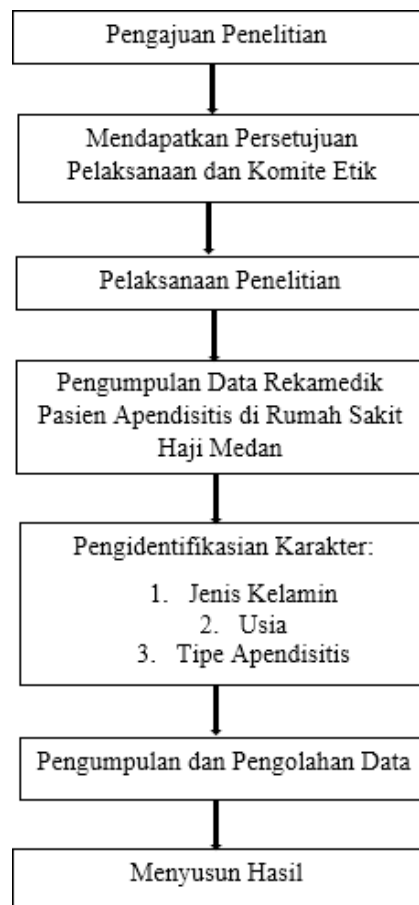 Pengajuan Penelitian
Mendapatkan Persetujuan
Pelaksanaan dan Komite Etik
Pelaksanaan Penelitian
Pengumpulan Data Rekamedik
Pasien Apendisitis di Rumah Sakit
Haji Medan
Pengidentifikasian Karakter:
1. Jenis Kelamin
2. Usia
3. Tipe Apendisitis
Pengumpulan dan Pengolahan Data
Menyusun Hasil